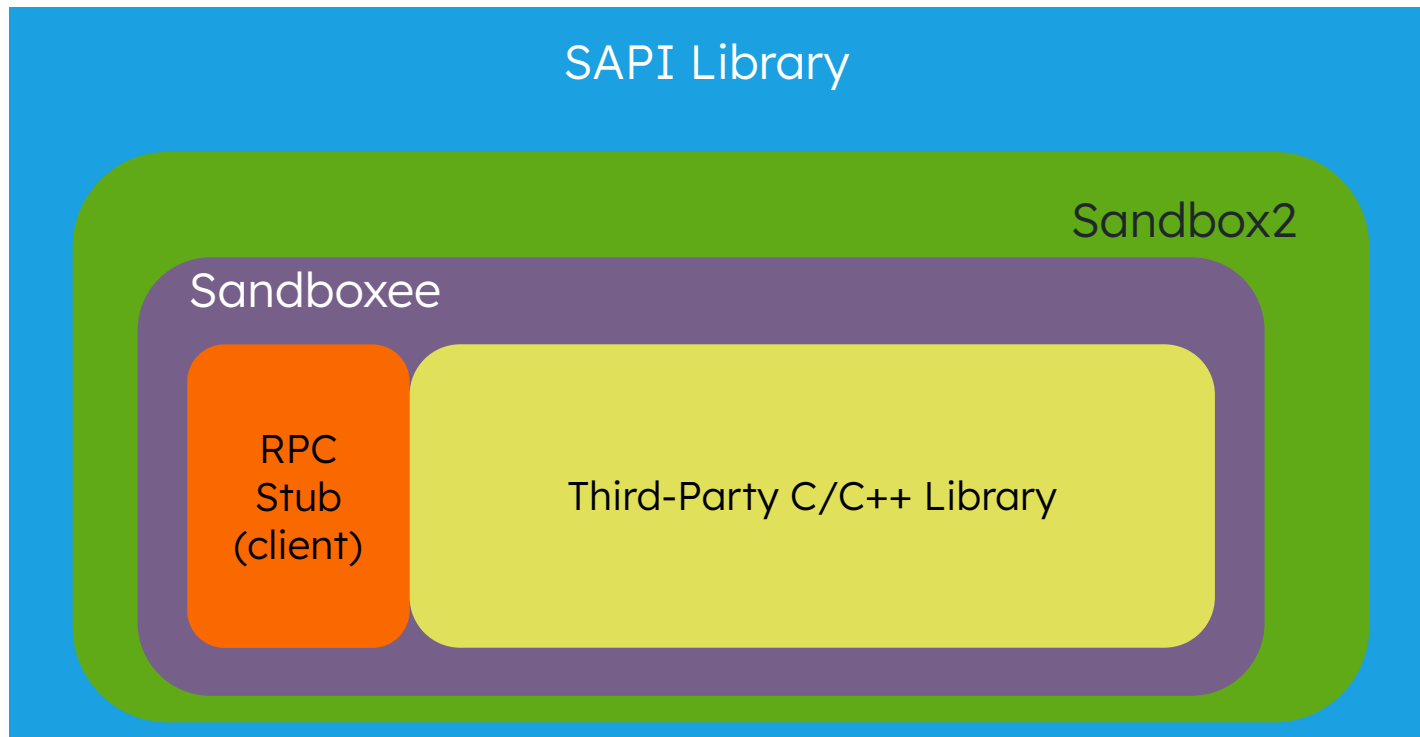 SAPI Library
Sandbox2
Sandboxee
RPC
Stub
(client)
Third-Party C/C++ Library